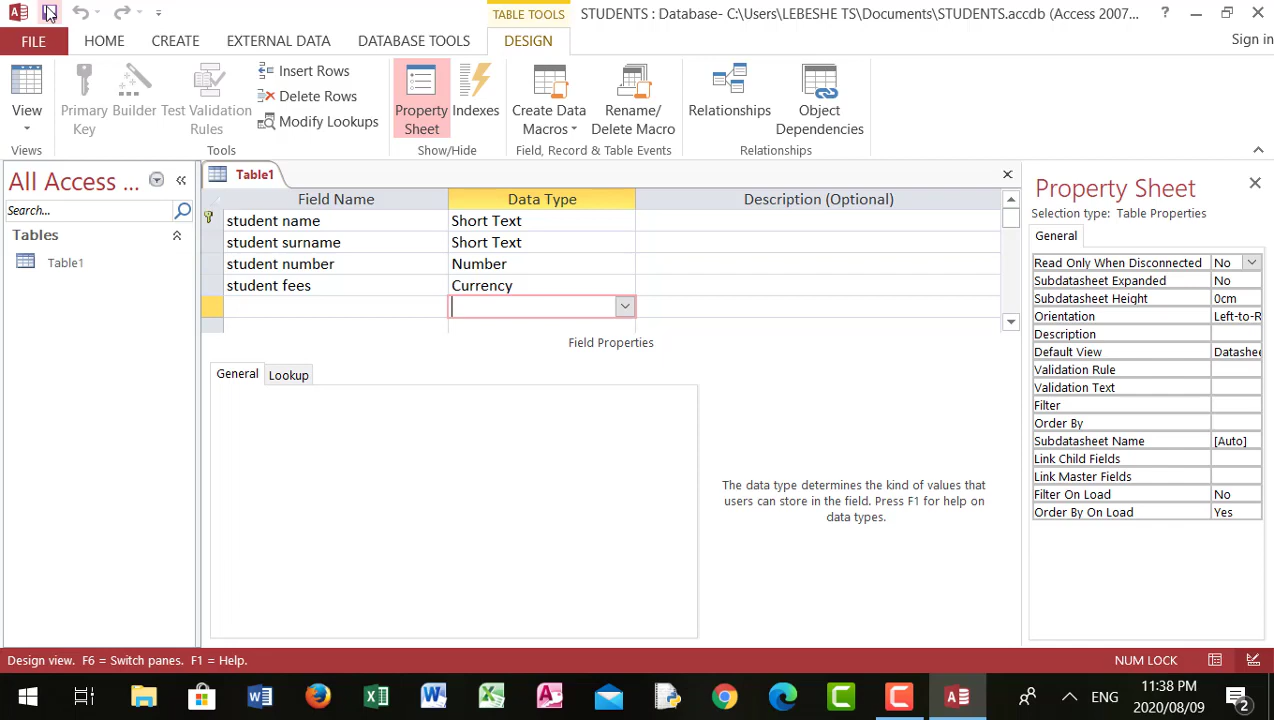 TABLE TOOLS
STUDENTS : Database- C:\Users\LEBESHE TS\Documents\STUDENTS.accdb (Access 2007...
?
FILE HOME CREATE EXTERNAL DATA DATABASE TOOLS DESIGN Sign in
View
Primary Key
Builder
Test Validation Rules
Insert Rows
Delete Rows
Modify Lookups
Property Sheet
Indexes
Create Data Macros
Rename/ Delete Macro
Relationships
Object Dependencies
Views
Tools
Show/Hide
Field, Record & Table Events
Relationships
All Access ...
Search...
Tables
Table1
Table1
Field Name Data Type Description (Optional)
student name Short Text
student surname Short Text
student number Number
student fees Currency
Field Properties
General Lookup
The data type determines the kind of values that
users can store in the field. Press F1 for help on
data types.
Property Sheet
Selection type: Table Properties
General
Read Only When Disconnected No
Subdatasheet Expanded No
Subdatasheet Height 0cm
Orientation Left-to-R
Description
Default View Datashee
Validation Rule
Validation Text
Filter
Order By
Subdatasheet Name [Auto]
Link Child Fields
Link Master Fields
Filter On Load No
Order By On Load Yes
Design view. F6 = Switch panes. F1 = Help.
NUM LOCK
ENG
11:38 PM
2020/08/09
2